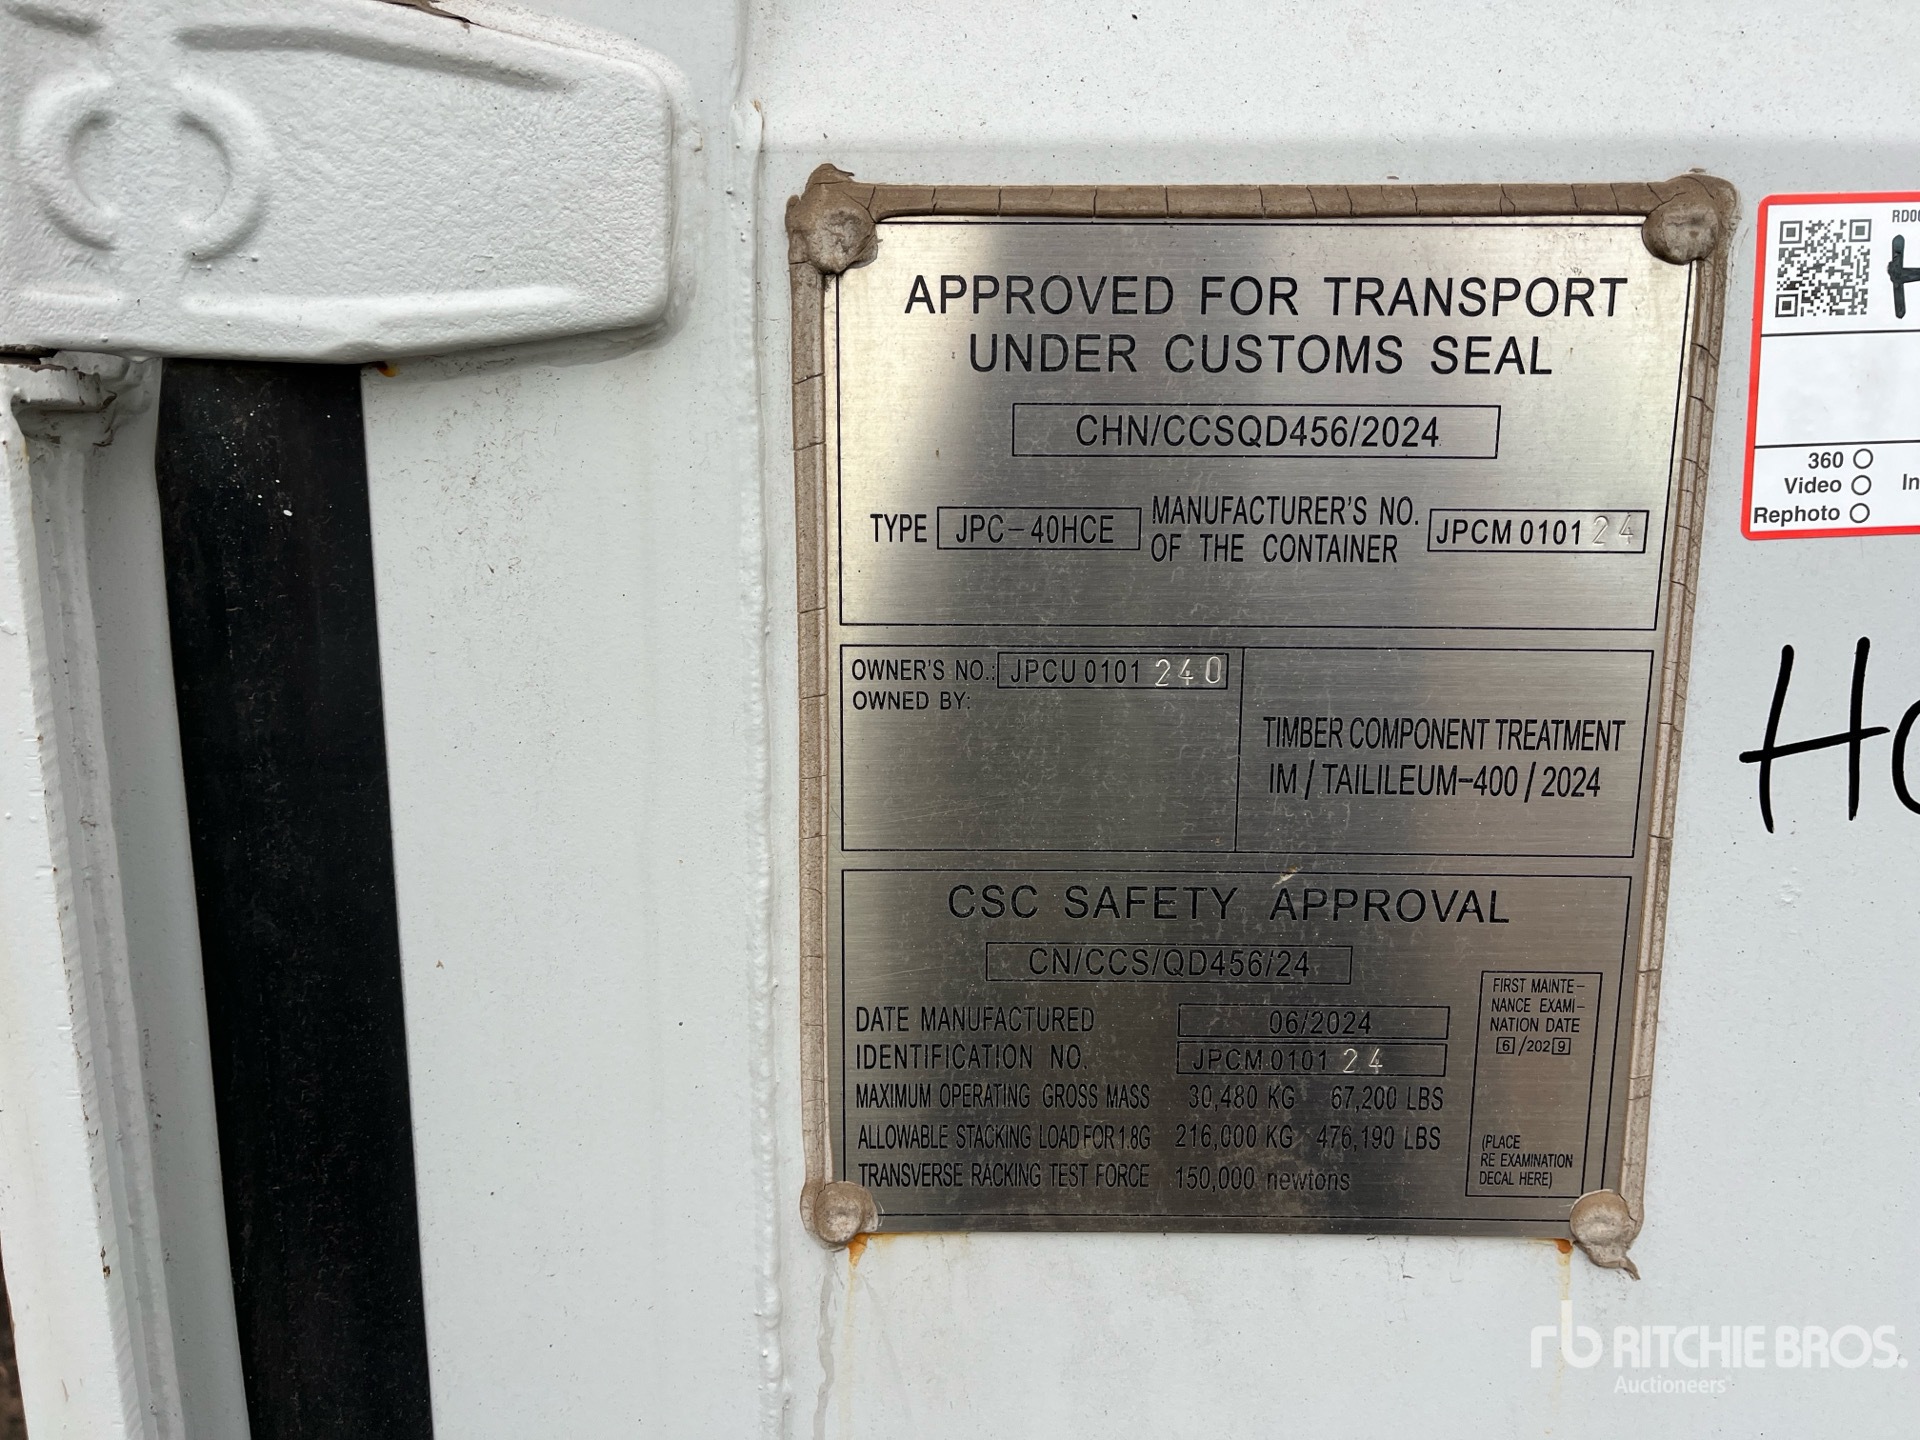 APPROVED FOR TRANSPORT
UNDER CUSTOMS SEAL
CHN/CCSQD456/2024
TYPE JPC-40HCE MANUFACTURER'S NO. OF THE CONTAINER JPCM 0101 24
OWNER'S NO.: JPCU 0101 240
OWNED BY:
TIMBER COMPONENT TREATMENT
IM / TAILILEUM-400 / 2024
CSC SAFETY APPROVAL
CN/CCS/QD456/24
DATE MANUFACTURED 06/2024
IDENTIFICATION NO. JPCM 0101 24
MAXIMUM OPERATING GROSS MASS 30,480 KG 67,200 LBS
ALLOWABLE STACKING LOAD FOR 1.8G 216,000 KG 476,190 LBS
TRANSVERSE RACKING TEST FORCE 150,000 newtons
FIRST MAINTE-
NANCE EXAMI-
NATION DATE
6/2029
(PLACE
RE EXAMINATION
DECAL HERE)
360
Video
Rephoto
rb RITCHIE BROS.
Auctioneers